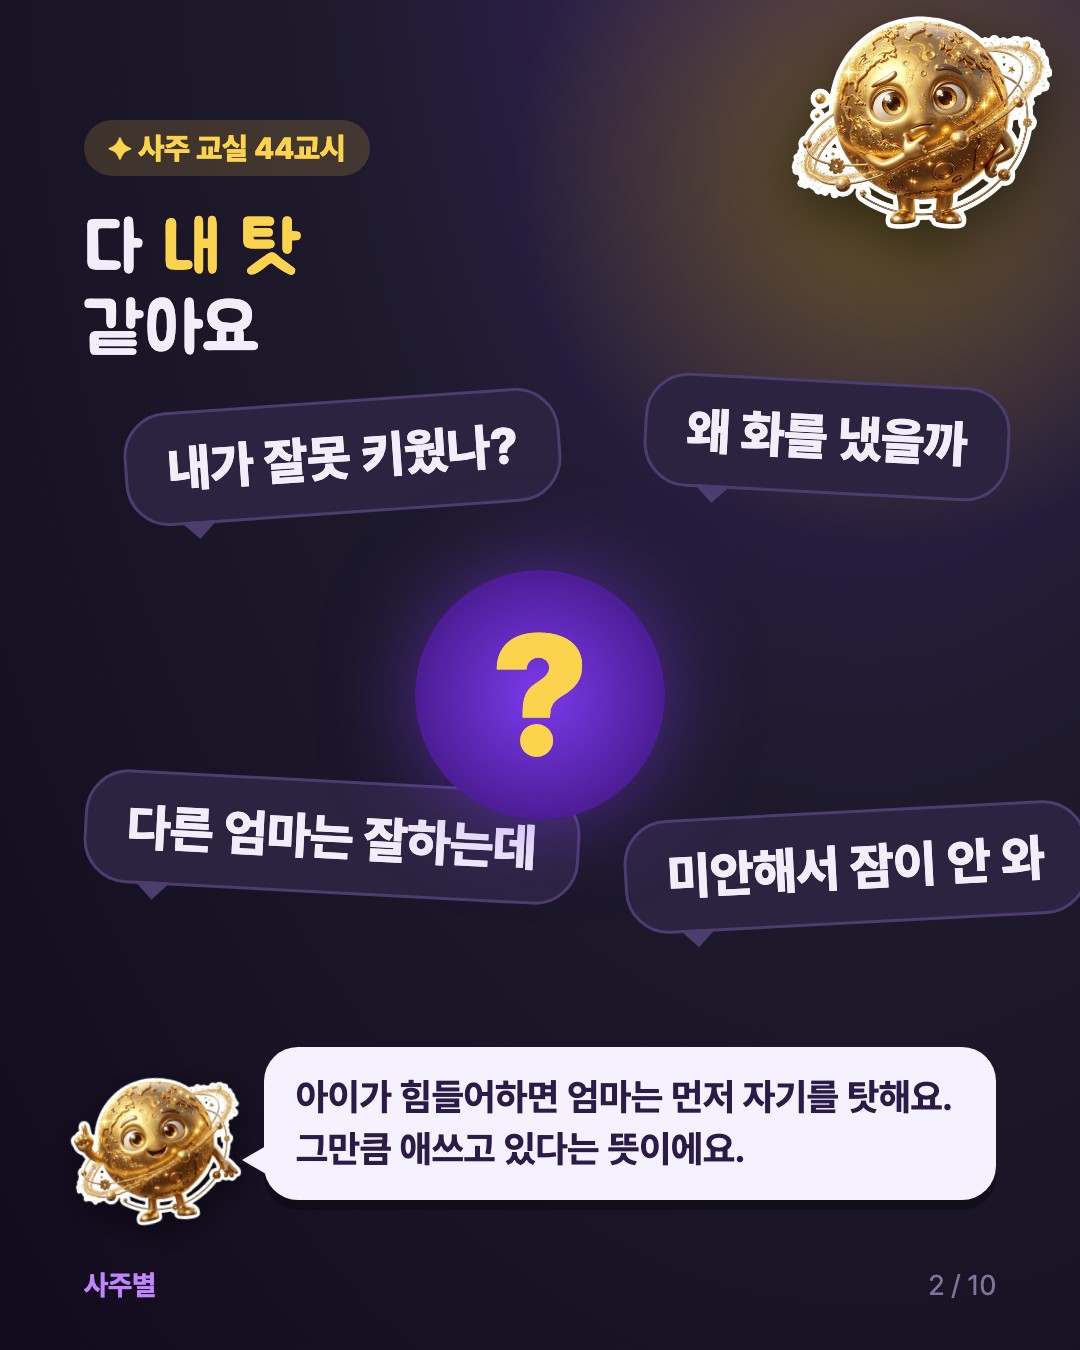 ✦ 사주 교실 44교시
다 내 탓
같아요
내가 잘못 키웠나?
왜 화를 냈을까
?
다른 엄마는 잘하는데
미안해서 잠이 안 와
아이가 힘들어하면 엄마는 먼저 자기를 탓해요.
그만큼 애쓰고 있다는 뜻이에요.
사주별
2 / 10